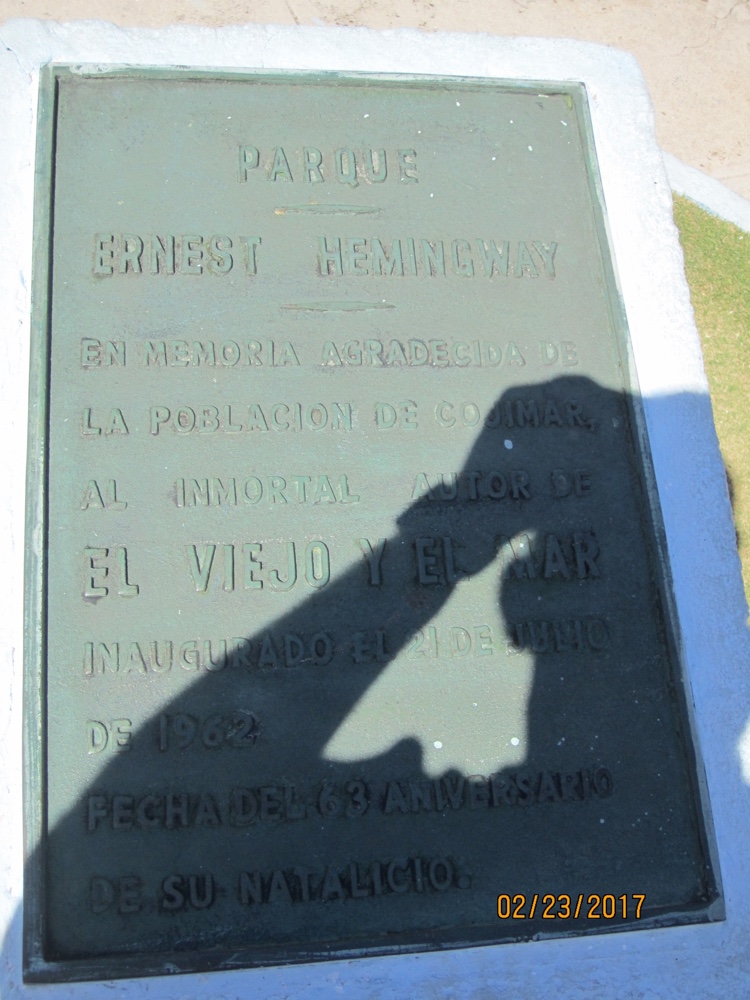 PARQUE
ERNEST HEMINGWAY
EN MEMORIA AGRADECIDA DE
LA POBLACION DE COJIMAR,
AL INMORTAL AUTOR DE
EL VIEJO Y EL MAR
INAUGURADO EL 21 DE JULIO
DE 1962
FECHA DEL 63 ANIVERSARIO
DE SU NATALICIO.
02/23/2017